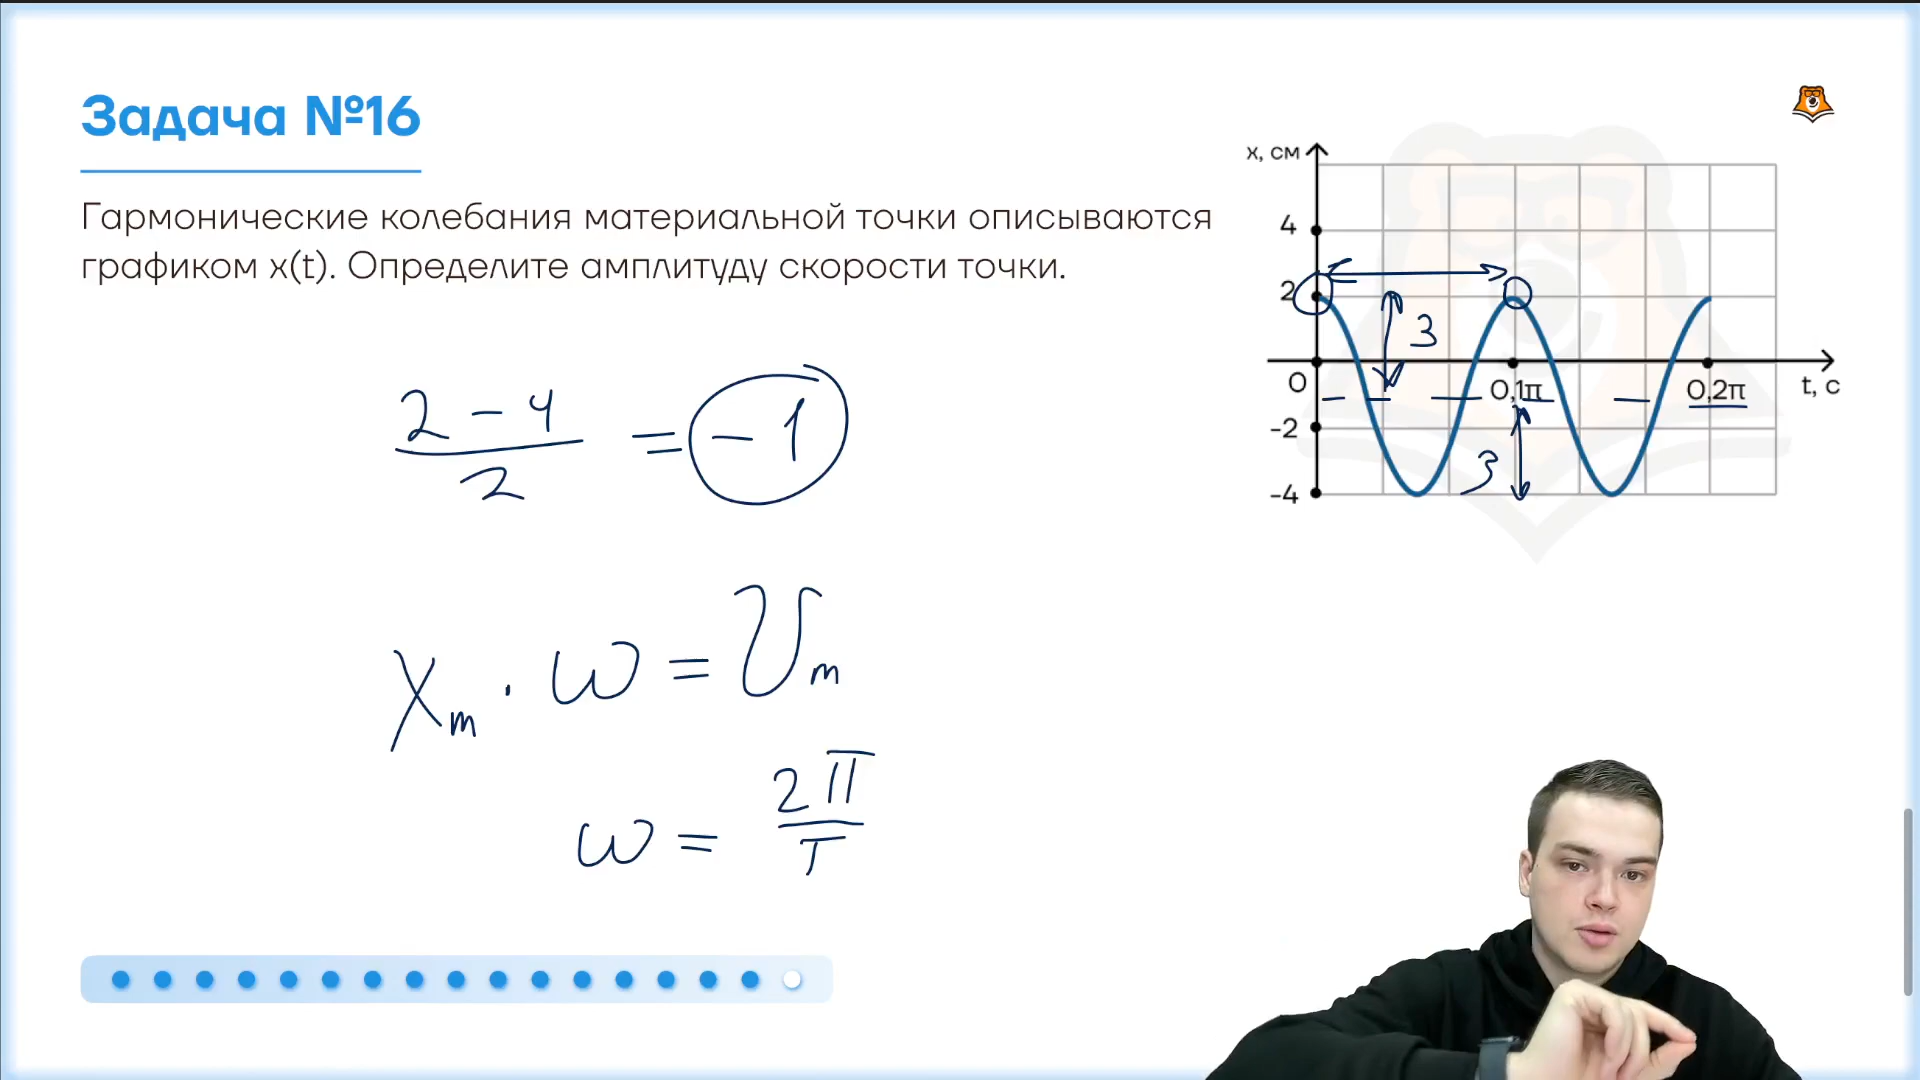 Задача №16
Гармонические колебания материальной точки описываются
графиком x(t). Определите амплитуду скорости точки.
x, см
4
2
0
-2
-4
0,1π
0,2π
t, с
3
3
2 - 4
2
= -1
Xm · ω = υm
ω = 2π
T